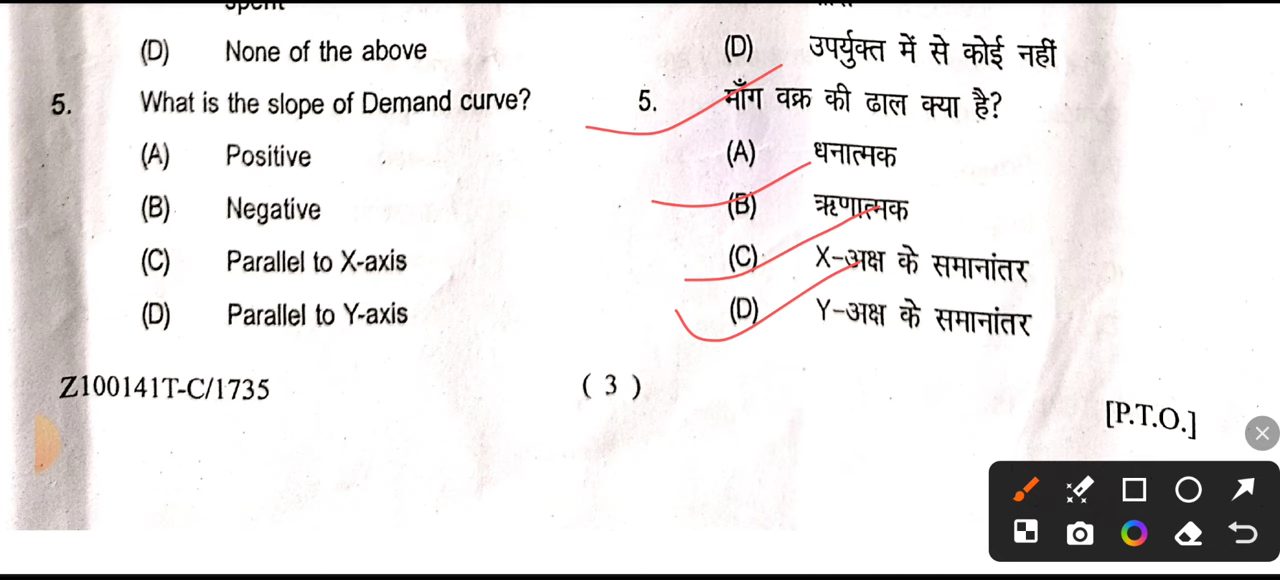 (D) None of the above
5. What is the slope of Demand curve?
(A) Positive
(B) Negative
(C) Parallel to X-axis
(D) Parallel to Y-axis
Z100141T-C/1735
(D) उपर्युक्त में से कोई नहीं
5. माँग वक्र की ढाल क्या है?
(A) धनात्मक
(B) ऋणात्मक
(C) X-अक्ष के समानांतर
(D) Y-अक्ष के समानांतर
( 3 )
[P.T.O.]